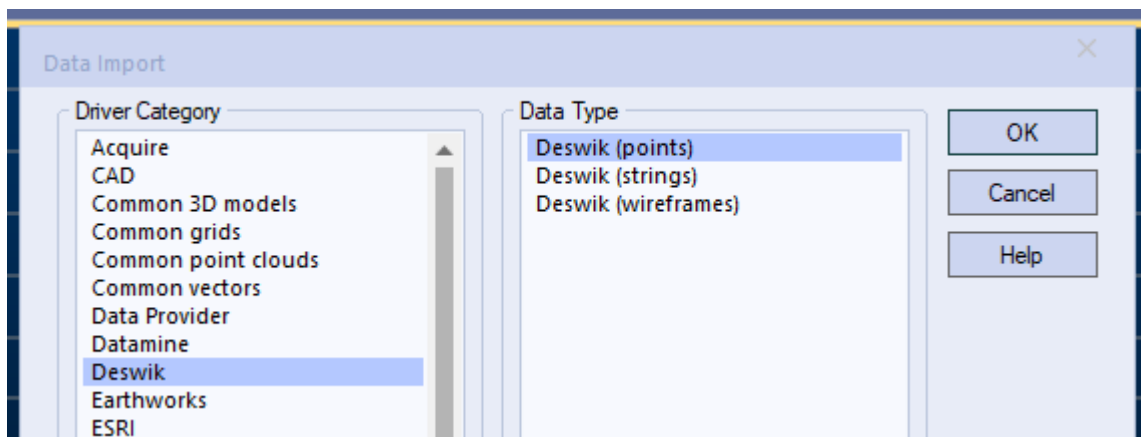 Data Import
Driver Category
Acquire
CAD
Common 3D models
Common grids
Common point clouds
Common vectors
Data Provider
Datamine
Deswik
Earthworks
ESRI
Data Type
Deswik (points)
Deswik (strings)
Deswik (wireframes)
OK
Cancel
Help